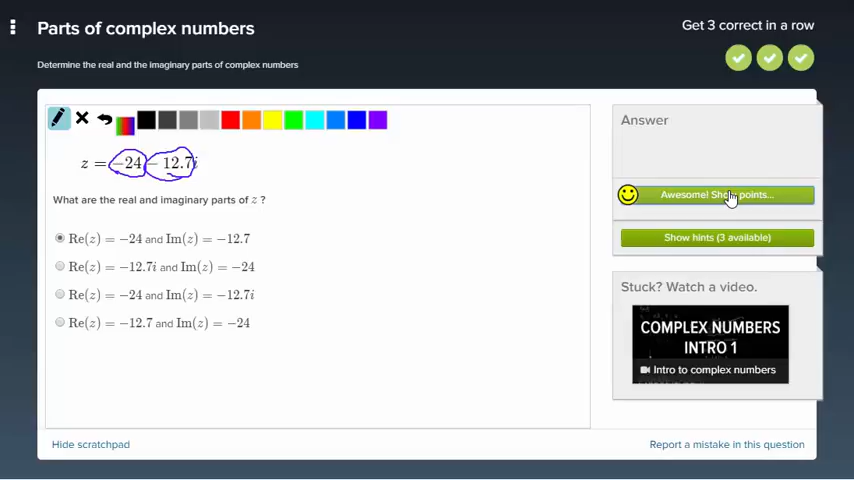 Parts of complex numbers
Get 3 correct in a row
Determine the real and the imaginary parts of complex numbers
z = −24 − 12.7i
What are the real and imaginary parts of z ?
Re(z) = −24 and Im(z) = −12.7
Re(z) = −12.7i and Im(z) = −24
Re(z) = −24 and Im(z) = −12.7i
Re(z) = −12.7 and Im(z) = −24
Hide scratchpad
Answer
Awesome! Show points...
Show hints (3 available)
Stuck? Watch a video.
COMPLEX NUMBERS
INTRO 1
Intro to complex numbers
Report a mistake in this question